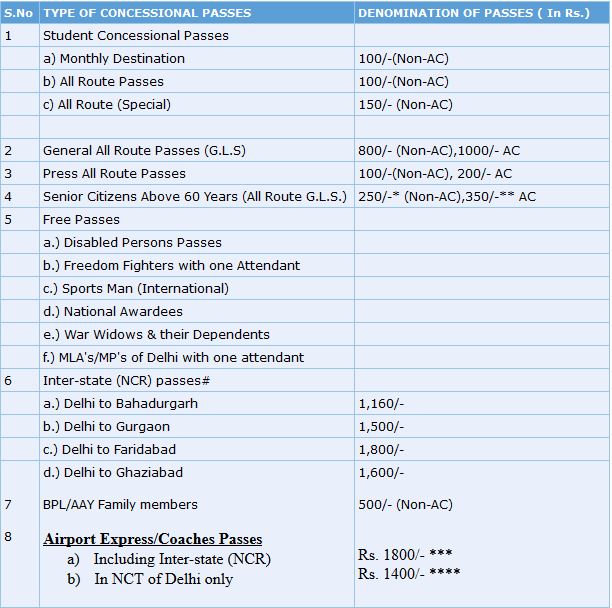 S.No TYPE OF CONCESSIONAL PASSES DENOMINATION OF PASSES ( In Rs.)
1 Student Concessional Passes
a) Monthly Destination 100/-(Non-AC)
b) All Route Passes 100/-(Non-AC)
c) All Route (Special) 150/- (Non-AC)
2 General All Route Passes (G.L.S) 800/- (Non-AC),1000/- AC
3 Press All Route Passes 100/-(Non-AC), 200/- AC
4 Senior Citizens Above 60 Years (All Route G.L.S.) 250/-* (Non-AC),350/-** AC
5 Free Passes
a.) Disabled Persons Passes
b.) Freedom Fighters with one Attendant
c.) Sports Man (International)
d.) National Awardees
e.) War Widows & their Dependents
f.) MLA's/MP's of Delhi with one attendant
6 Inter-state (NCR) passes#
a.) Delhi to Bahadurgarh 1,160/-
b.) Delhi to Gurgaon 1,500/-
c.) Delhi to Faridabad 1,800/-
d.) Delhi to Ghaziabad 1,600/-
7 BPL/AAY Family members 500/- (Non-AC)
8 Airport Express/Coaches Passes
a) Including Inter-state (NCR) Rs. 1800/- ***
b) In NCT of Delhi only Rs. 1400/- ****